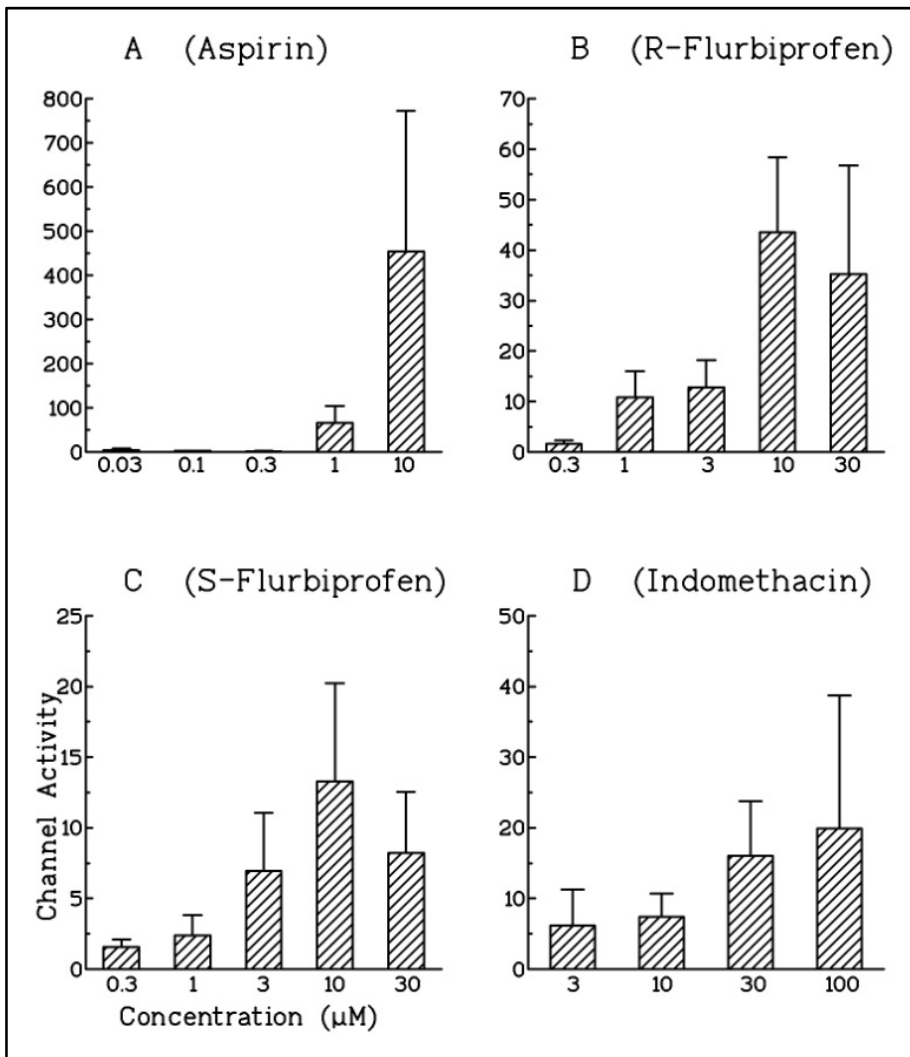 A (Aspirin)
800
700
600
500
400
300
200
100
0
0.03 0.1 0.3 1 10
B (R-Flurbiprofen)
70
60
50
40
30
20
10
0
0.3 1 3 10 30
C (S-Flurbiprofen)
25
20
15
10
5
0
0.3 1 3 10 30
Channel Activity
Concentration (µM)
D (Indomethacin)
50
40
30
20
10
0
3 10 30 100